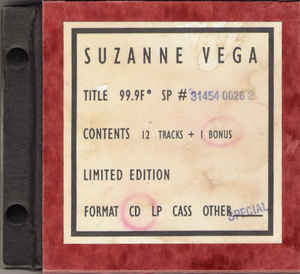 SUZANNE VEGA
TITLE 99.9F° SP # 31454 0026 2
CONTENTS 12 TRACKS + 1 BONUS
LIMITED EDITION
FORMAT CD LP CASS OTHER SPECIAL